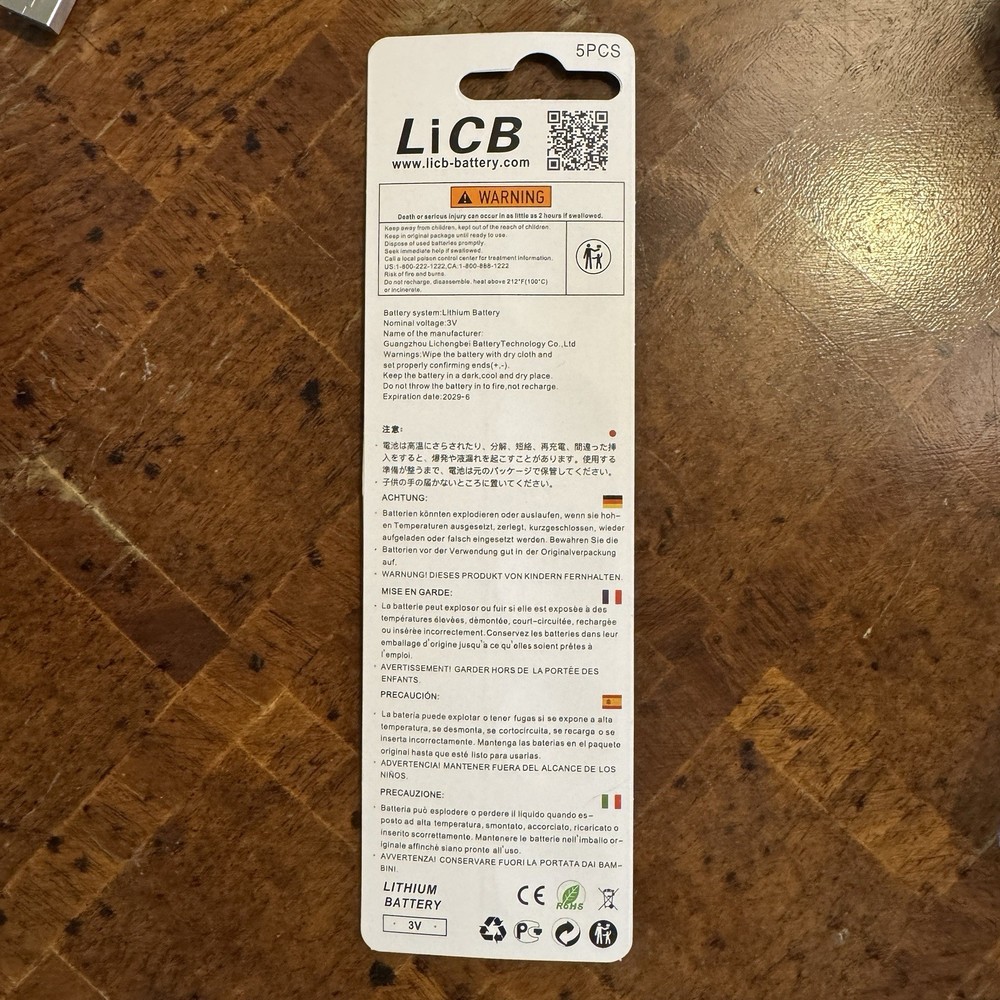 5PCS
LiCB
www.licb-battery.com
WARNING
Death or serious injury can occur in as little as 2 hours if swallowed.
Keep away from children, kept out of the reach of children.
Keep in original package until ready to use.
Dispose of used batteries promptly.
Seek immediate help if swallowed.
Call a local poison control center for treatment information.
US:1-800-222-1222,CA:1-800-888-1222
Risk of fire and burns.
Do not recharge, disassemble, heat above 212°F(100°C)
or incinerate.
Battery system:Lithium Battery
Nominal voltage:3V
Name of the manufacturer:
Guangzhou Lichengbei BatteryTechnology Co.,Ltd
Warnings:Wipe the battery with dry cloth and
set properly confirming ends(+,-).
Keep the battery in a dark,cool and dry place.
Do not throw the battery in to fire,not recharge.
Expiration date:2029-6
注意:
電池は高温にさらされたり、分解、短絡、再充電、間違った挿
入をすると、爆発や液漏れを起こすことがあります。使用する
準備が整うまで、電池は元のパッケージで保管してください。
子供の手の届かないところに置いてください。
ACHTUNG:
Batterien könnten explodieren oder auslaufen, wenn sie hoh-
en Temperaturen ausgesetzt, zerlegt, kurzgeschlossen, wieder
aufgeladen oder falsch eingesetzt werden. Bewahren Sie die
Batterien vor der Verwendung gut in der Originalverpackung
auf.
WARNUNG! DIESES PRODUKT VON KINDERN FERNHALTEN.
MISE EN GARDE:
La batterie peut exploser ou fuir si elle est exposée à des
températures élevées, démontée, court-circuitée, rechargée
ou insérée incorrectement. Conservez les batteries dans leur
emballage d'origine jusqu'à ce qu'elles soient prêtes à
l'emploi.
AVERTISSEMENT! GARDER HORS DE LA PORTÉE DES
ENFANTS.
PRECAUCIÓN:
La batería puede explotar o tener fugas si se expone a alta
temperatura, se desmonta, se cortocircuita, se recarga o se
inserta incorrectamente. Mantenga las baterías en el paquete
original hasta que esté listo para usarlas.
ADVERTENCIA! MANTENER FUERA DEL ALCANCE DE LOS
NIÑOS.
PRECAUZIONE:
Batteria può esplodere o perdere il liquido quando es-
posto ad alta temperatura, smontato, accorciato, ricaricato o
inserito scorrettamente. Mantenere le batterie nell'imballo or-
iginale affinché siano pronte all'uso.
AVVERTENZA! CONSERVARE FUORI LA PORTATA DAI BAM-
BINI.
LITHIUM
BATTERY
3V
CE
RoHS